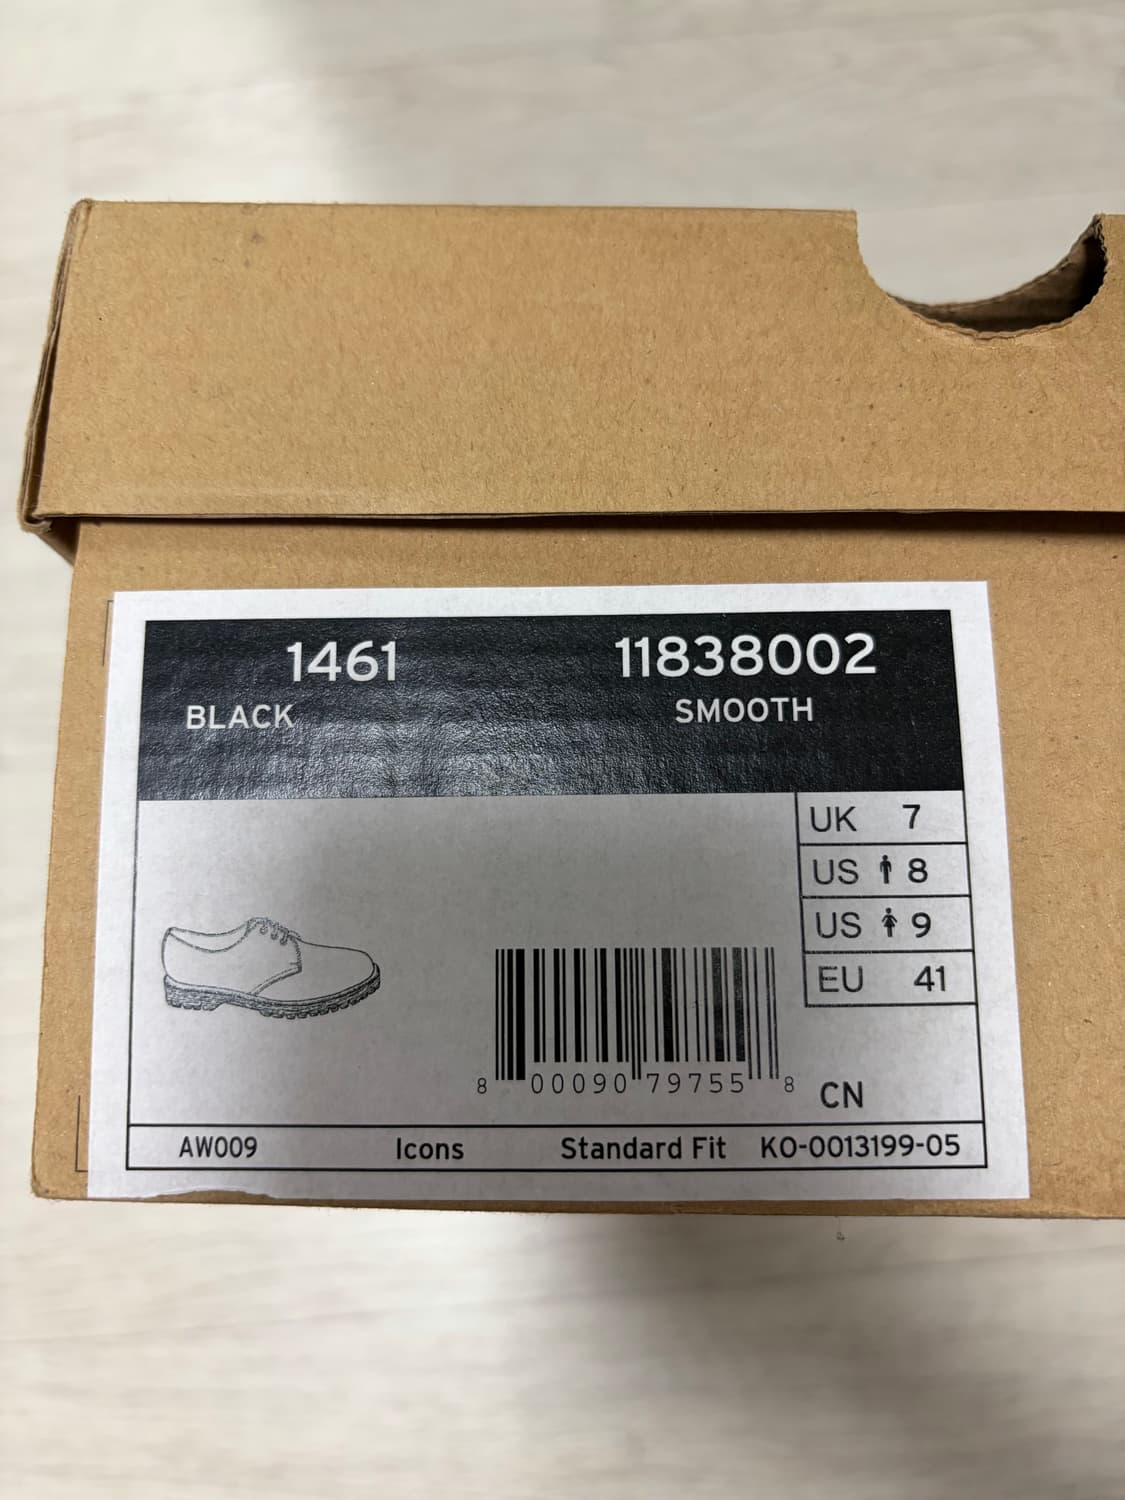 1461 11838002
BLACK SMOOTH
UK 7
US 8
US 9
EU 41
8 00090 79755 8
CN
AW009 Icons Standard Fit KO-0013199-05